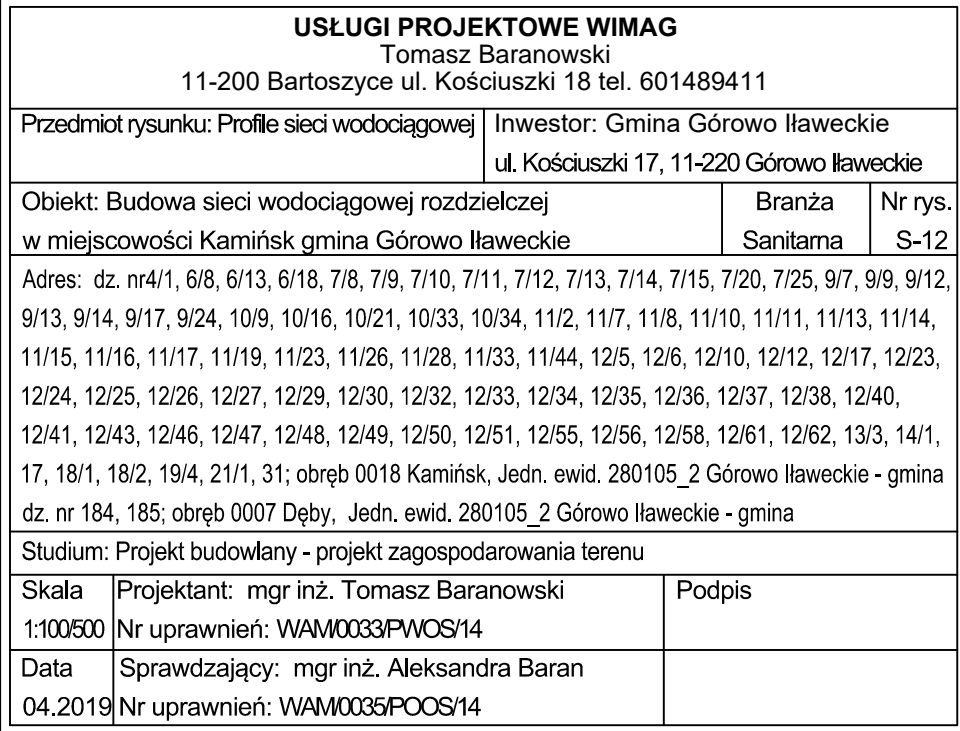 USŁUGI PROJEKTOWE WIMAG
Tomasz Baranowski
11-200 Bartoszyce ul. Kościuszki 18 tel. 601489411
Przedmiot rysunku: Profile sieci wodociągowej
Inwestor: Gmina Górowo Iławeckie
ul. Kościuszki 17, 11-220 Górowo Iławeckie
Obiekt: Budowa sieci wodociągowej rozdzielczej
w miejscowości Kamińsk gmina Górowo Iławeckie
Branża
Sanitarna
Nr rys.
S-12
Adres: dz. nr4/1, 6/8, 6/13, 6/18, 7/8, 7/9, 7/10, 7/11, 7/12, 7/13, 7/14, 7/15, 7/20, 7/25, 9/7, 9/9, 9/12,
9/13, 9/14, 9/17, 9/24, 10/9, 10/16, 10/21, 10/33, 10/34, 11/2, 11/7, 11/8, 11/10, 11/11, 11/13, 11/14,
11/15, 11/16, 11/17, 11/19, 11/23, 11/26, 11/28, 11/33, 11/44, 12/5, 12/6, 12/10, 12/12, 12/17, 12/23,
12/24, 12/25, 12/26, 12/27, 12/29, 12/30, 12/32, 12/33, 12/34, 12/35, 12/36, 12/37, 12/38, 12/40,
12/41, 12/43, 12/46, 12/47, 12/48, 12/49, 12/50, 12/51, 12/55, 12/56, 12/58, 12/61, 12/62, 13/3, 14/1,
17, 18/1, 18/2, 19/4, 21/1, 31; obręb 0018 Kamińsk, Jedn. ewid. 280105_2 Górowo Iławeckie - gmina
dz. nr 184, 185; obręb 0007 Dęby, Jedn. ewid. 280105_2 Górowo Iławeckie - gmina
Studium: Projekt budowlany - projekt zagospodarowania terenu
Skala
1:100/500
Projektant: mgr inż. Tomasz Baranowski
Nr uprawnień: WAM/0033/PWOS/14
Podpis
Data
04.2019
Sprawdzający: mgr inż. Aleksandra Baran
Nr uprawnień: WAM/0035/POOS/14